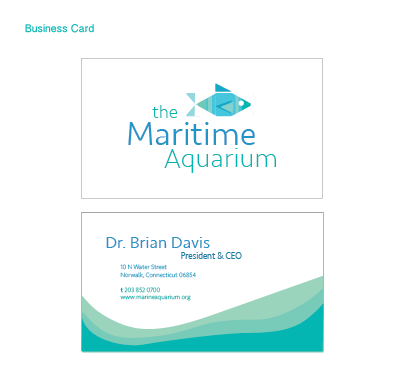 Business Card
the
Maritime
Aquarium
Dr. Brian Davis
President & CEO
10 N Water Street
Norwalk, Connecticut 06854
t 203 852 0700
www.marineaquarium.org